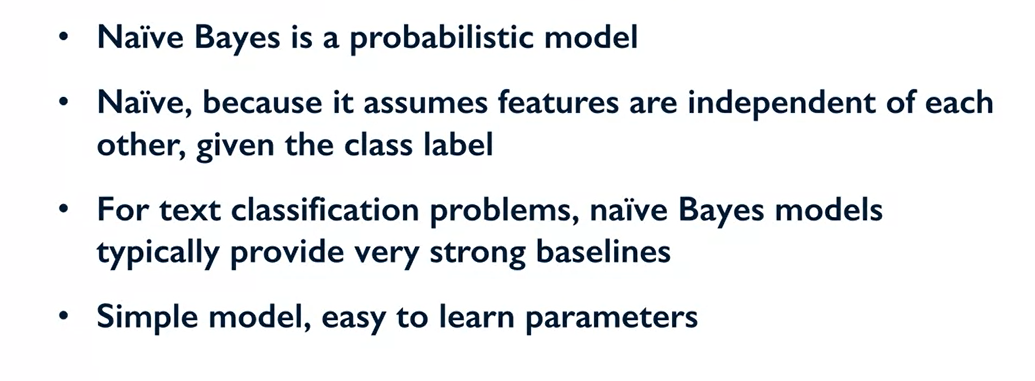 • Naïve Bayes is a probabilistic model
• Naïve, because it assumes features are independent of each
other, given the class label
• For text classification problems, naïve Bayes models
typically provide very strong baselines
• Simple model, easy to learn parameters